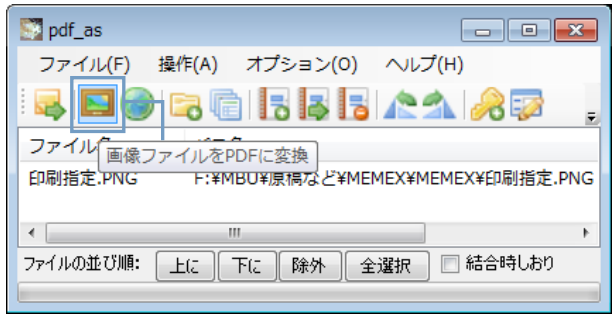 pdf_as
ファイル(F) 操作(A) オプション(O) ヘルプ(H)
ファイル
画像ファイルをPDFに変換
印刷指定.PNG F:¥MBU¥原稿など¥MEMEX¥MEMEX¥印刷指定.PNG
ファイルの並び順: 上に 下に 除外 全選択 結合時しおり